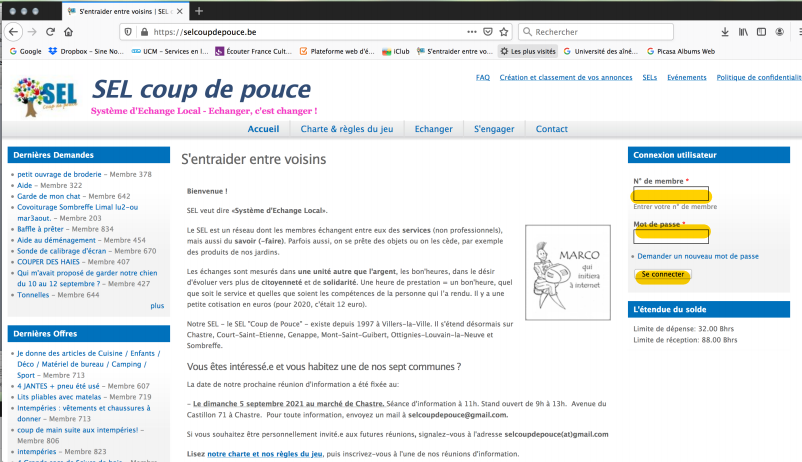 S'entraider entre voisins | SEL c
https://selcoupdepouce.be
Rechercher
Google
Dropbox - Sine No...
UCM - Services en l...
Écouter France Cult...
Plateforme web d'é...
iClub
S'entraider entre vo...
Les plus visités
Université des aîné...
Picasa Albums Web
SEL
Coup de pouce
SEL coup de pouce
Système d'Echange Local - Echanger, c'est changer !
FAQ
Création et classement de vos annonces
SELs
Evénements
Politique de confidentialit
Accueil
Charte & règles du jeu
Echanger
S'engager
Contact
Dernières Demandes
petit ouvrage de broderie – Membre 378
Aide – Membre 322
Garde de mon chat – Membre 642
Covoiturage Sombreffe Limal lu2-ou
mar3aout. – Membre 203
Baffle à prêter – Membre 834
Aide au déménagement – Membre 454
Sonde de calibrage d'écran – Membre 670
COUPER DES HAIES – Membre 407
Qui m'avait proposé de garder notre chien
du 10 au 12 septembre ? – Membre 427
Tonnelles – Membre 644
plus
Dernières Offres
Je donne des articles de Cuisine / Enfants /
Déco / Matériel de bureau / Camping /
Sport – Membre 713
4 JANTES + pneu été usé – Membre 607
Lits pliables avec matelas – Membre 719
Intempéries : vêtements et chaussures à
donner – Membre 713
coup de main suite aux intempéries! –
Membre 806
intempéries – Membre 823
S'entraider entre voisins
Bienvenue !
SEL veut dire «Système d'Echange Local».
Le SEL est un réseau dont les membres échangent entre eux des services (non professionnels),
mais aussi du savoir (-faire). Parfois aussi, on se prête des objets ou on les cède, par exemple
des produits de nos jardins.
Les échanges sont mesurés dans une unité autre que l'argent, les bon'heures, dans le désir
d'évoluer vers plus de citoyenneté et de solidarité. Une heure de prestation = un bon'heure, quel
que soit le service et quelles que soient les compétences de la personne qui l'a rendu. Il y a une
petite cotisation en euros (pour 2020, c'était 12 euro).
Notre SEL - le SEL "Coup de Pouce" - existe depuis 1997 à Villers-la-Ville. Il s'étend désormais sur
Chastre, Court-Saint-Etienne, Genappe, Mont-Saint-Guibert, Ottignies-Louvain-la-Neuve et
Sombreffe.
MARCO
qui
initiera
à internet
Vous êtes intéressé.e et vous habitez une de nos sept communes ?
La date de notre prochaine réunion d'information a été fixée au:
- Le dimanche 5 septembre 2021 au marché de Chastre. Séance d'information à 11h. Stand ouvert de 9h à 13h. Avenue du
Castillon 71 à Chastre. Pour toute information, envoyez un mail à selcoupdepouce@gmail.com.
Si vous souhaitez être personnellement invité.e aux futures réunions, signalez-vous à l'adresse selcoupdepouce(at)gmail.com
Lisez notre charte et nos règles du jeu, puis inscrivez-vous à l'une de nos réunions d'information.
Connexion utilisateur
N° de membre *
Entrer votre n° de membre
Mot de passe *
Demander un nouveau mot de passe
Se connecter
L'étendue du solde
Limite de dépense: 32.00 Bhrs
Limite de réception: 88.00 Bhrs